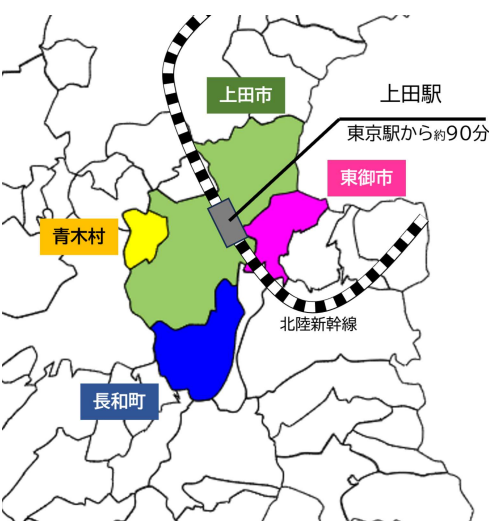 上田市
上田駅
東京駅から約90分
東御市
青木村
北陸新幹線
長和町